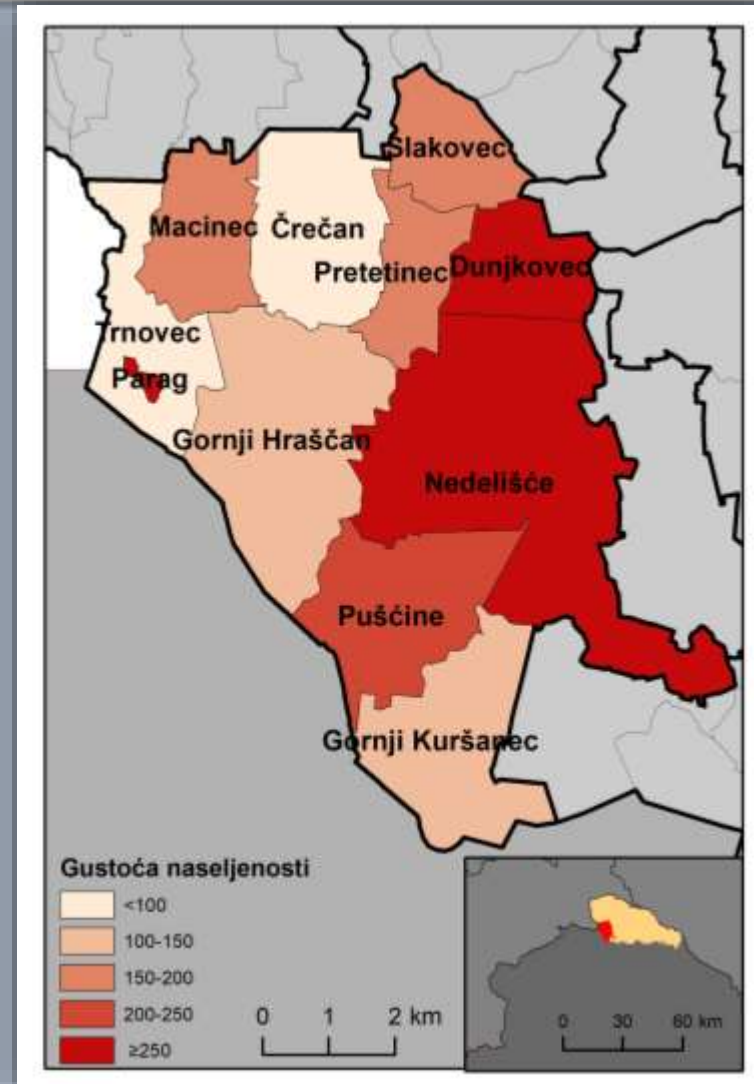 Slakovec
Macinec
Črečan
Pretetinec
Dunjkovec
Trnovec
Parag
Gornji Hraščan
Nedelišće
Pušćine
Gornji Kuršanec
Gustoća naseljenosti
<100
100-150
150-200
200-250
≥250
0 1 2 km
0 30 60 km